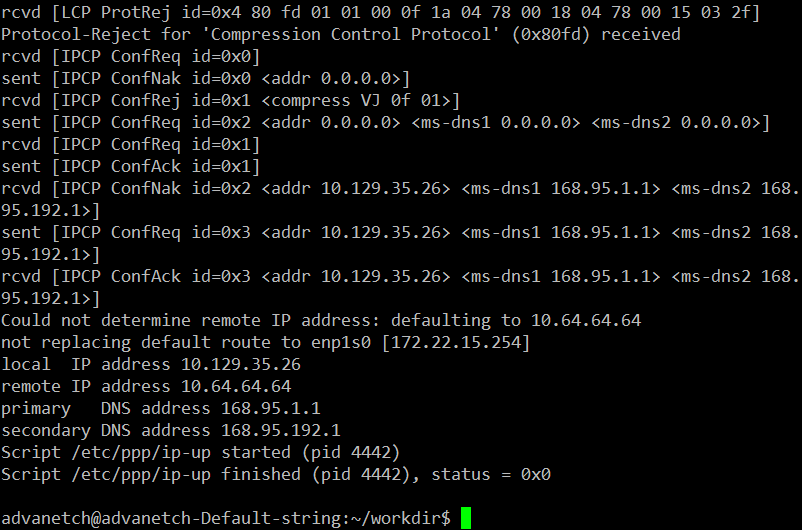 rcvd [LCP ProtRej id=0x4 80 fd 01 01 00 0f 1a 04 78 00 18 04 78 00 15 03 2f]
Protocol-Reject for 'Compression Control Protocol' (0x80fd) received
rcvd [IPCP ConfReq id=0x0]
sent [IPCP ConfNak id=0x0 <addr 0.0.0.0>]
rcvd [IPCP ConfRej id=0x1 <compress VJ 0f 01>]
sent [IPCP ConfReq id=0x2 <addr 0.0.0.0> <ms-dns1 0.0.0.0> <ms-dns2 0.0.0.0>]
rcvd [IPCP ConfReq id=0x1]
sent [IPCP ConfAck id=0x1]
rcvd [IPCP ConfNak id=0x2 <addr 10.129.35.26> <ms-dns1 168.95.1.1> <ms-dns2 168.
95.192.1>]
sent [IPCP ConfReq id=0x3 <addr 10.129.35.26> <ms-dns1 168.95.1.1> <ms-dns2 168.
95.192.1>]
rcvd [IPCP ConfAck id=0x3 <addr 10.129.35.26> <ms-dns1 168.95.1.1> <ms-dns2 168.
95.192.1>]
Could not determine remote IP address: defaulting to 10.64.64.64
not replacing default route to enp1s0 [172.22.15.254]
local  IP address 10.129.35.26
remote IP address 10.64.64.64
primary   DNS address 168.95.1.1
secondary DNS address 168.95.192.1
Script /etc/ppp/ip-up started (pid 4442)
Script /etc/ppp/ip-up finished (pid 4442), status = 0x0
advanetch@advanetch-Default-string:~/workdir$